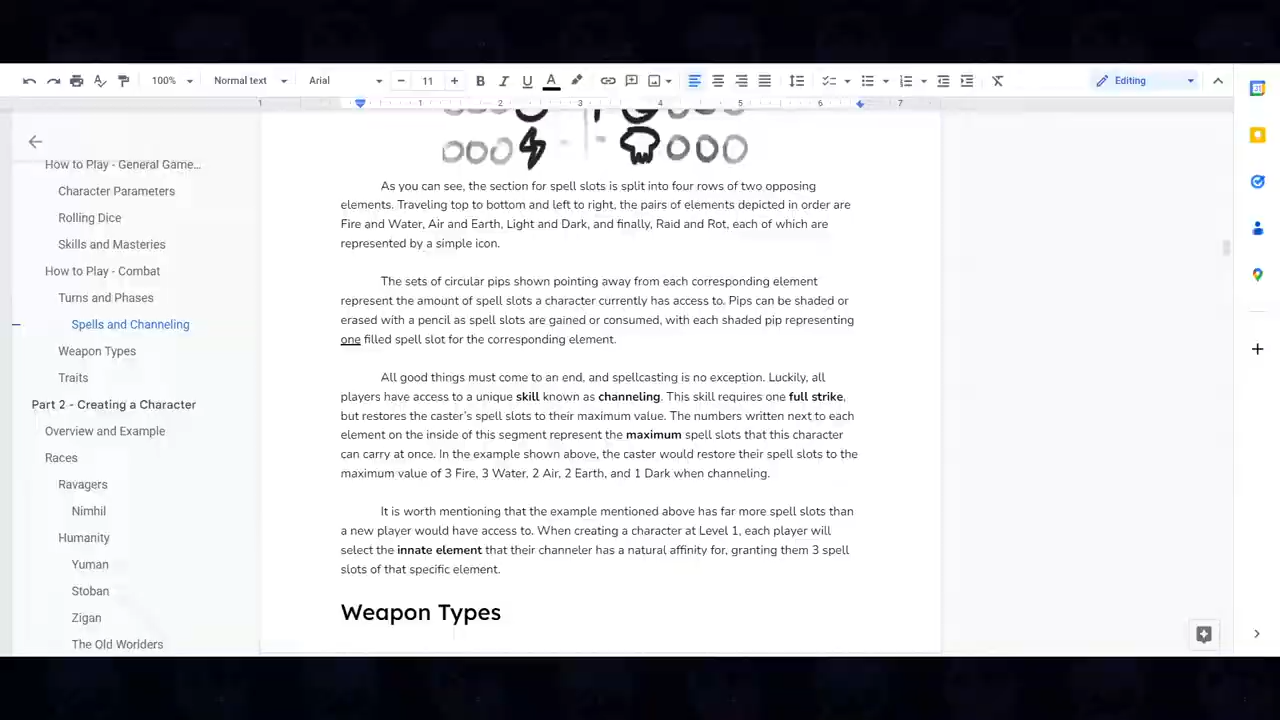 100%
Normal text
Arial
11
Editing
1 1 2 3 4 5 6 7
How to Play - General Game...
Character Parameters
Rolling Dice
Skills and Masteries
How to Play - Combat
Turns and Phases
Spells and Channeling
Weapon Types
Traits
Part 2 - Creating a Character
Overview and Example
Races
Ravagers
Nimhil
Humanity
Yuman
Stoban
Zigan
The Old Worlders
As you can see, the section for spell slots is split into four rows of two opposing
elements. Traveling top to bottom and left to right, the pairs of elements depicted in order are
Fire and Water, Air and Earth, Light and Dark, and finally, Raid and Rot, each of which are
represented by a simple icon.
The sets of circular pips shown pointing away from each corresponding element
represent the amount of spell slots a character currently has access to. Pips can be shaded or
erased with a pencil as spell slots are gained or consumed, with each shaded pip representing
one filled spell slot for the corresponding element.
All good things must come to an end, and spellcasting is no exception. Luckily, all
players have access to a unique skill known as channeling. This skill requires one full strike,
but restores the caster's spell slots to their maximum value. The numbers written next to each
element on the inside of this segment represent the maximum spell slots that this character
can carry at once. In the example shown above, the caster would restore their spell slots to the
maximum value of 3 Fire, 3 Water, 2 Air, 2 Earth, and 1 Dark when channeling.
It is worth mentioning that the example mentioned above has far more spell slots than
a new player would have access to. When creating a character at Level 1, each player will
select the innate element that their channeler has a natural affinity for, granting them 3 spell
slots of that specific element.
Weapon Types